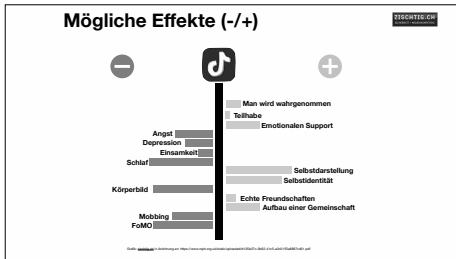 Mögliche Effekte (-/+)
ZISCHTIG.CH
Man wird wahrgenommen
Teilhabe
Emotionalen Support
Angst
Depression
Einsamkeit
Schlaf
Selbstdarstellung
Selbstidentität
Körperbild
Echte Freundschaften
Aufbau einer Gemeinschaft
Mobbing
FoMO